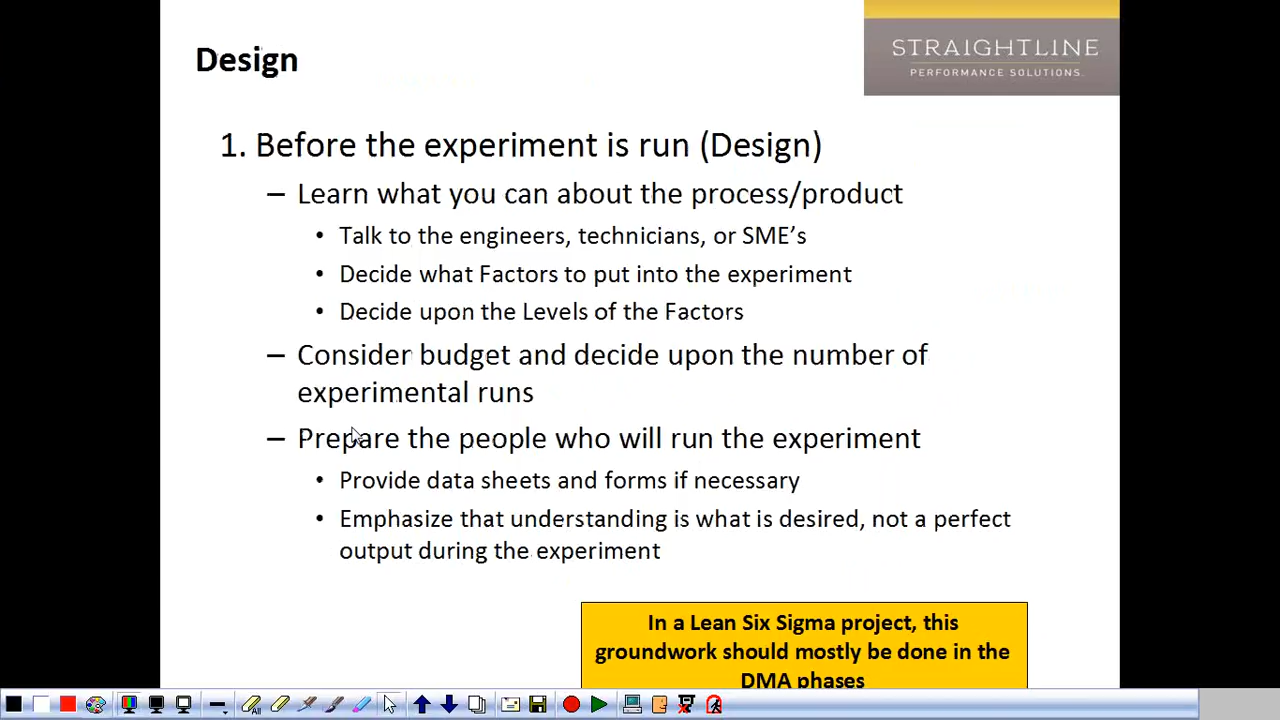 STRAIGHTLINE
PERFORMANCE SOLUTIONS.
Design
1. Before the experiment is run (Design)
– Learn what you can about the process/product
• Talk to the engineers, technicians, or SME’s
• Decide what Factors to put into the experiment
• Decide upon the Levels of the Factors
– Consider budget and decide upon the number of
experimental runs
– Prepare the people who will run the experiment
• Provide data sheets and forms if necessary
• Emphasize that understanding is what is desired, not a perfect
output during the experiment
In a Lean Six Sigma project, this
groundwork should mostly be done in the
DMA phases
All